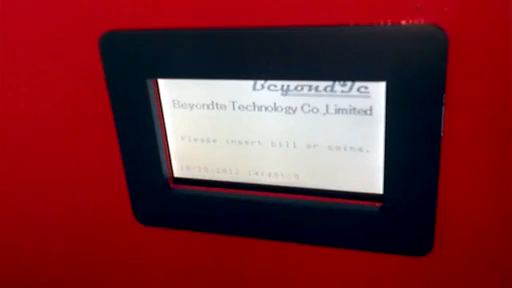 BeyondTe
Beyondte Technology Co.,Limited
Please insert bill or coins.